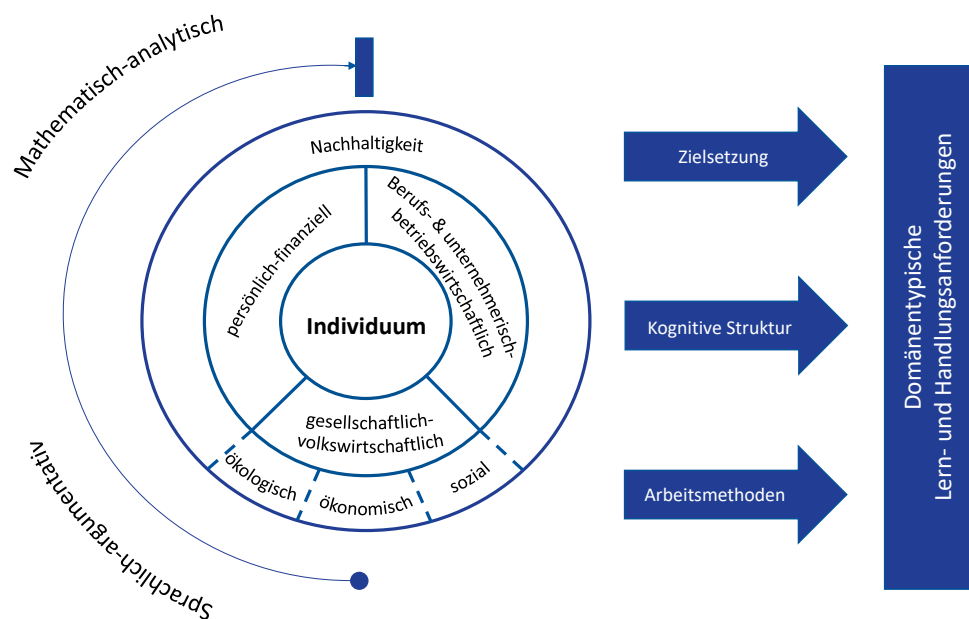 Mathematisch-analytisch
Nachhaltigkeit
persönlich-finanziell
Berufs- & unternehmerisch-
betriebswirtschaftlich
Individuum
gesellschaftlich-
volkswirtschaftlich
ökologisch
ökonomisch
sozial
Sprachlich-argumentativ
Zielsetzung
Kognitive Struktur
Arbeitsmethoden
Domänentypische
Lern- und Handlungsanforderungen